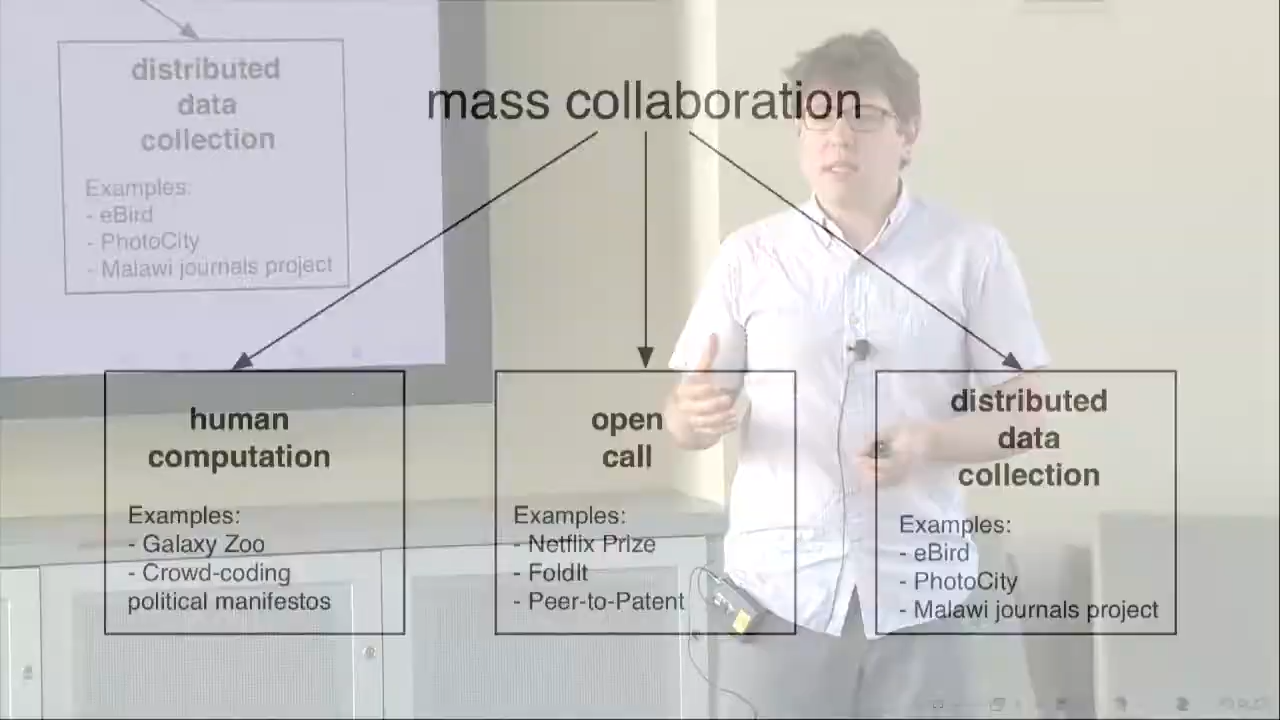 distributed
data
collection
Examples:
- eBird
- PhotoCity
- Malawi journals project
mass collaboration
human
computation
Examples:
- Galaxy Zoo
- Crowd-coding
political manifestos
open
call
Examples:
- Netflix Prize
- FoldIt
- Peer-to-Patent
distributed
data
collection
Examples:
- eBird
- PhotoCity
- Malawi journals project